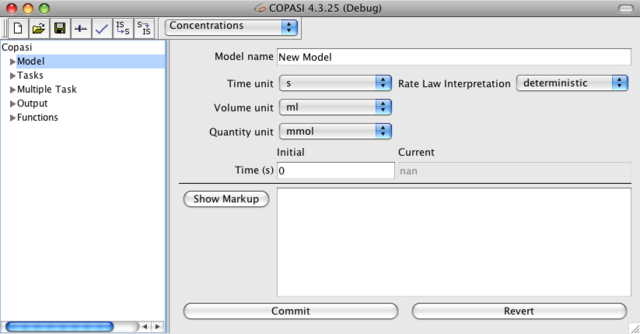 COPASI 4.3.25 (Debug)
IS S Concentrations
S IS
Copasi
Model
Tasks
Multiple Task
Output
Functions
Model name New Model
Time unit s Rate Law Interpretation deterministic
Volume unit ml
Quantity unit mmol
Initial Current
Time (s) 0 nan
Show Markup
Commit Revert